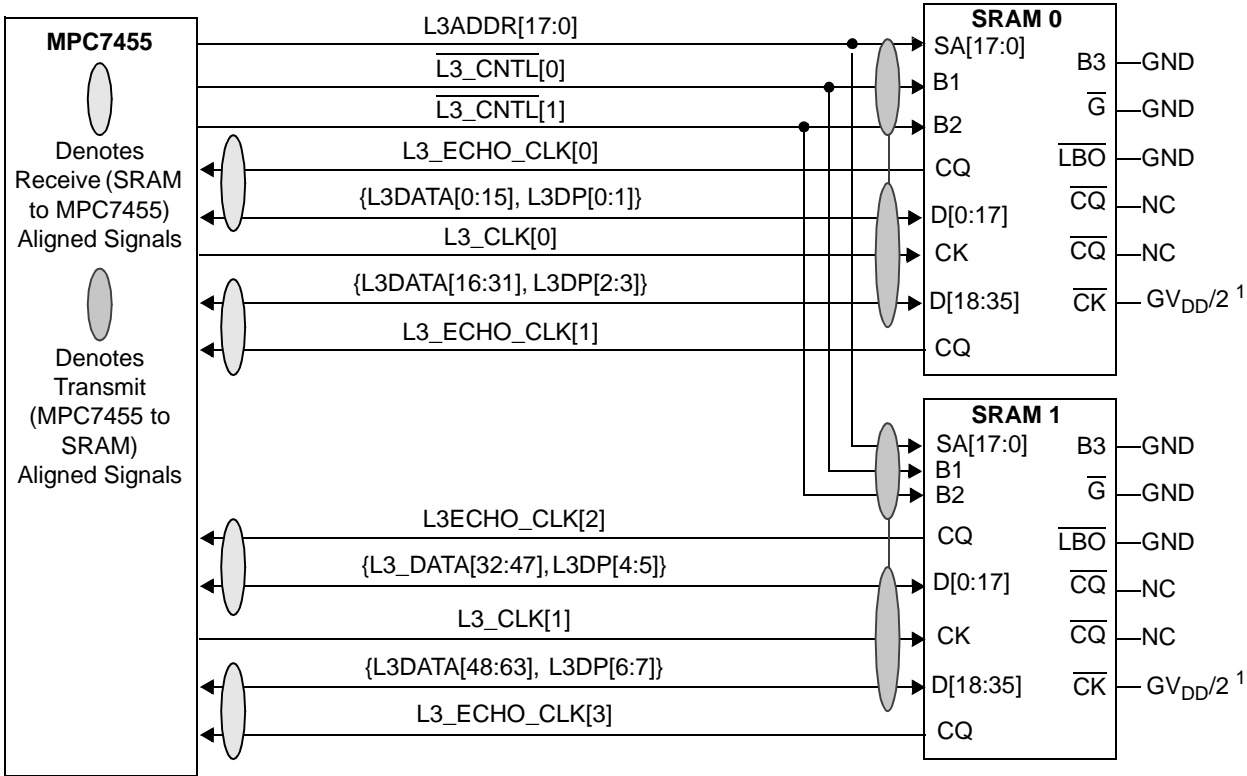 MPC7455
Denotes
Receive (SRAM
to MPC7455)
Aligned Signals
Denotes
Transmit
(MPC7455 to
SRAM)
Aligned Signals
L3ADDR[17:0]
L3_CNTL[0]
L3_CNTL[1]
L3_ECHO_CLK[0]
{L3DATA[0:15], L3DP[0:1]}
L3_CLK[0]
{L3DATA[16:31], L3DP[2:3]}
L3_ECHO_CLK[1]
SRAM 0
SA[17:0]
B1
B2
CQ
D[0:17]
CK
D[18:35]
CQ
B3 GND
G GND
LBO GND
CQ NC
CQ NC
CK GVDD/2 1
L3ECHO_CLK[2]
{L3_DATA[32:47], L3DP[4:5]}
L3_CLK[1]
{L3DATA[48:63], L3DP[6:7]}
L3_ECHO_CLK[3]
SRAM 1
SA[17:0]
B1
B2
CQ
D[0:17]
CK
D[18:35]
CQ
B3 GND
G GND
LBO GND
CQ NC
CQ NC
CK GVDD/2 1